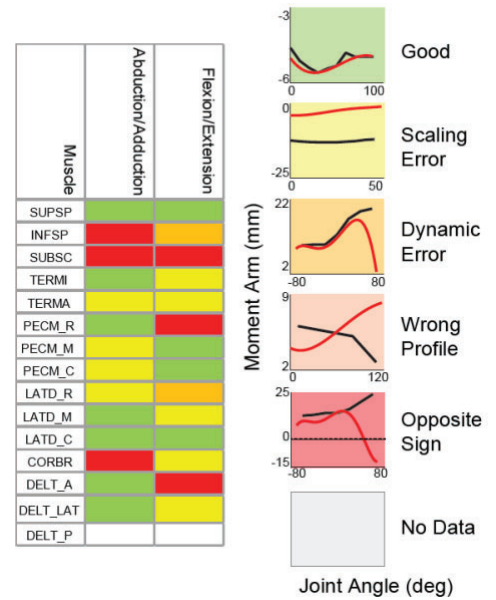 Muscle
Abduction/Adduction
Flexion/Extension
SUPSP
INFSP
SUBSC
TERMI
TERMA
PECM_R
PECM_M
PECM_C
LATD_R
LATD_M
LATD_C
CORBR
DELT_A
DELT_LAT
DELT_P
Moment Arm (mm)
-3
-6
0 100
Good
0
-25
0 50
Scaling
Error
22
2
-80 80
Dynamic
Error
9
2
0 120
Wrong
Profile
25
0
-15
-80 80
Opposite
Sign
No Data
Joint Angle (deg)